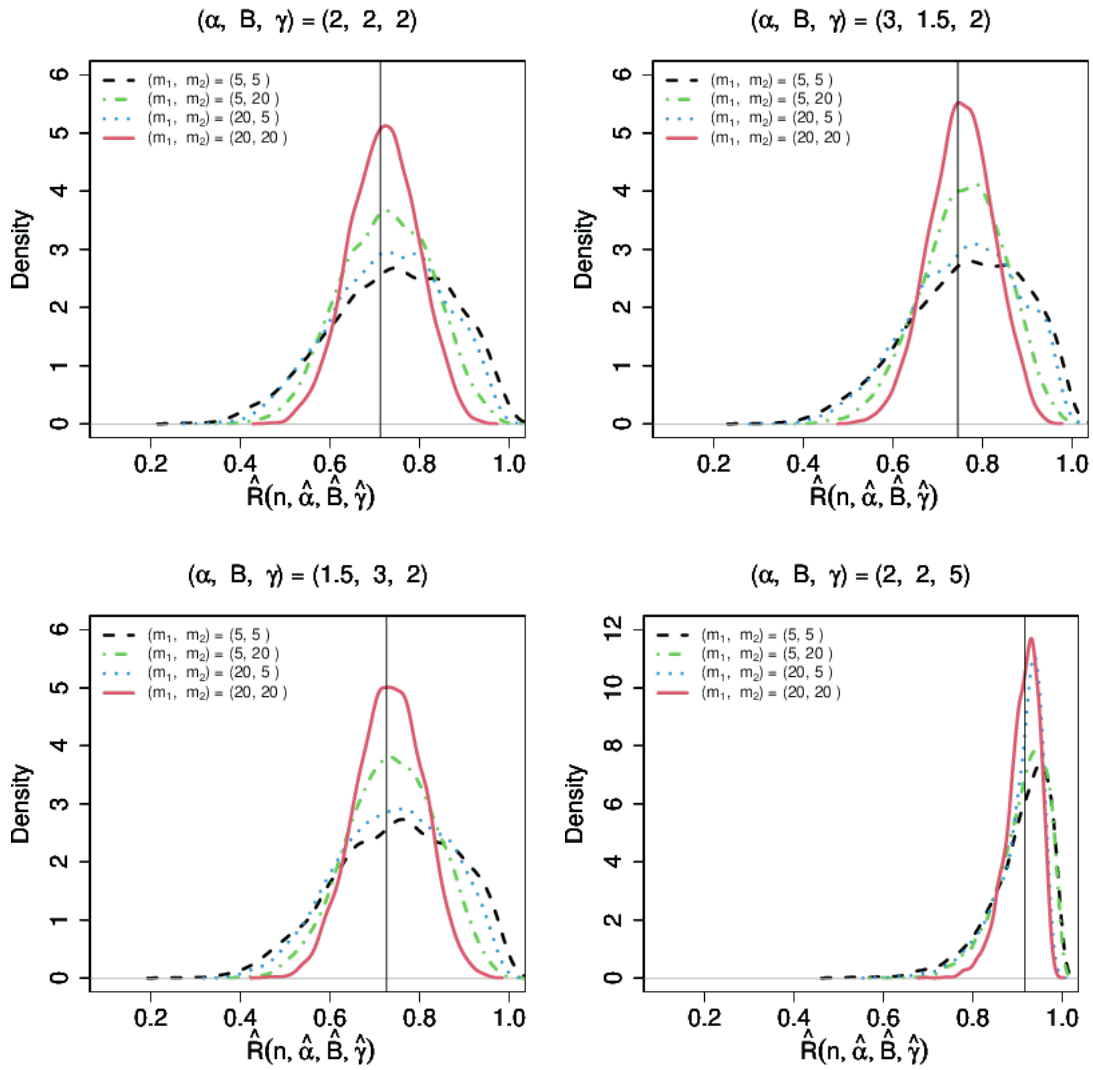 (α, B, γ) = (2, 2, 2)
6
5
4
3
2
1
0
Density
(m₁, m₂) = (5, 5 )
(m₁, m₂) = (5, 20 )
(m₁, m₂) = (20, 5 )
(m₁, m₂) = (20, 20 )
0.2 0.4 0.6 0.8 1.0
R̂(n, α̂, B̂, γ̂)
(α, B, γ) = (3, 1.5, 2)
6
5
4
3
2
1
0
Density
(m₁, m₂) = (5, 5 )
(m₁, m₂) = (5, 20 )
(m₁, m₂) = (20, 5 )
(m₁, m₂) = (20, 20 )
0.2 0.4 0.6 0.8 1.0
R̂(n, α̂, B̂, γ̂)
(α, B, γ) = (1.5, 3, 2)
6
5
4
3
2
1
0
Density
(m₁, m₂) = (5, 5 )
(m₁, m₂) = (5, 20 )
(m₁, m₂) = (20, 5 )
(m₁, m₂) = (20, 20 )
0.2 0.4 0.6 0.8 1.0
R̂(n, α̂, B̂, γ̂)
(α, B, γ) = (2, 2, 5)
12
10
8
6
4
2
0
Density
(m₁, m₂) = (5, 5 )
(m₁, m₂) = (5, 20 )
(m₁, m₂) = (20, 5 )
(m₁, m₂) = (20, 20 )
0.2 0.4 0.6 0.8 1.0
R̂(n, α̂, B̂, γ̂)